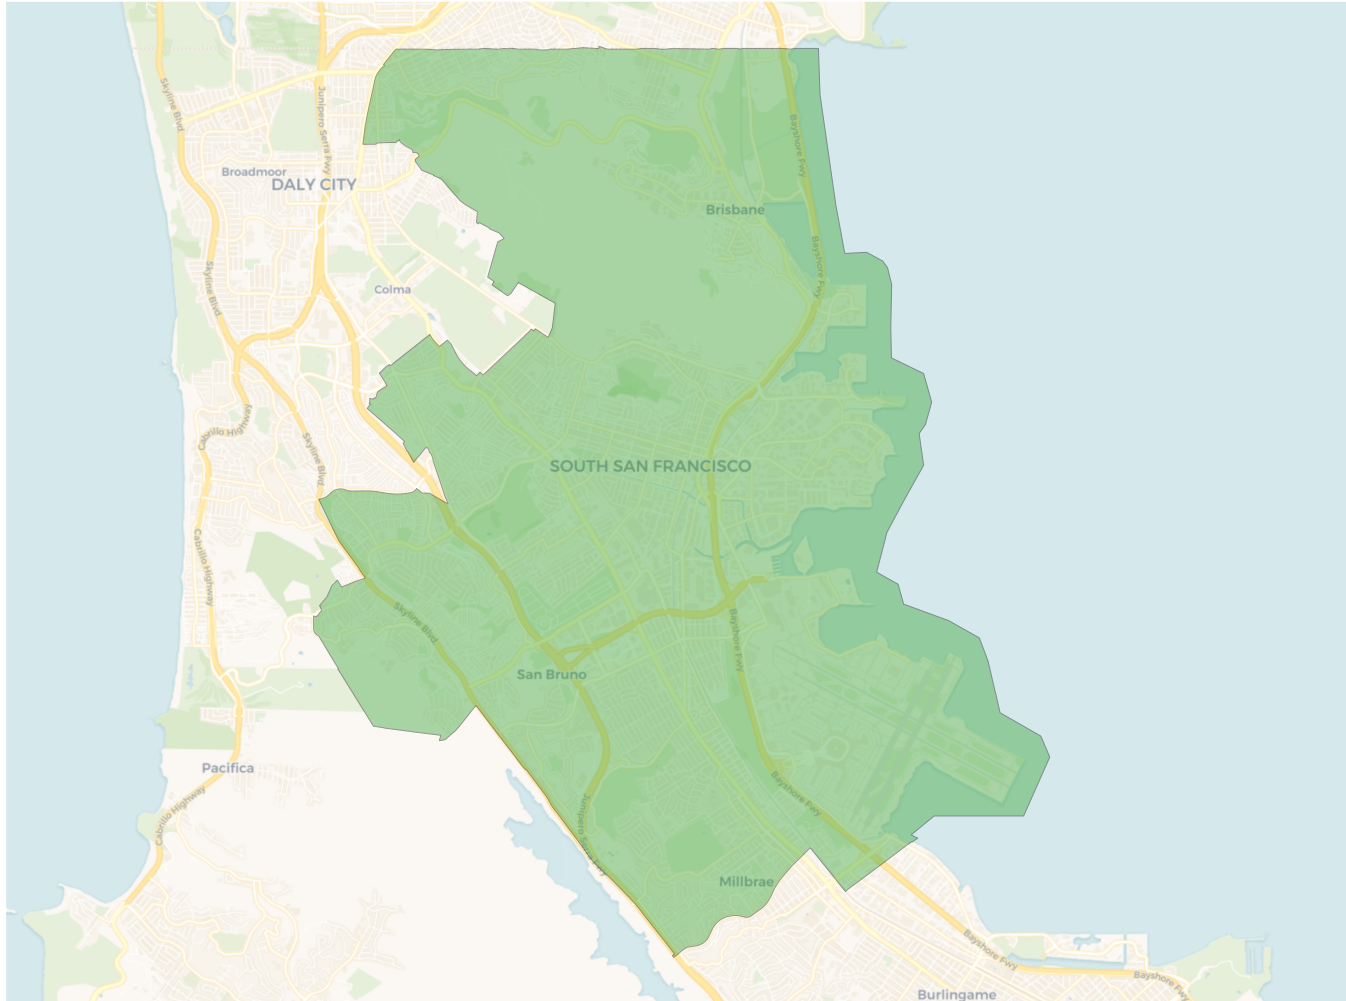 Skyline Blvd
Junipero Serra Fwy
Bayshore Fwy
Broadmoor
DALY CITY
Brisbane
Bayshore Fwy
Skyline Blvd
Colma
Cabrillo Highway
Skyline Blvd
SOUTH SAN FRANCISCO
Cabrillo Highway
Skyline Blvd
Bayshore Fwy
San Bruno
Pacifica
Bayshore Fwy
Cabrillo Highway
Junipero Serra Fwy
Millbrae
Bayshore Fwy
Bayshore Fwy
Burlingame